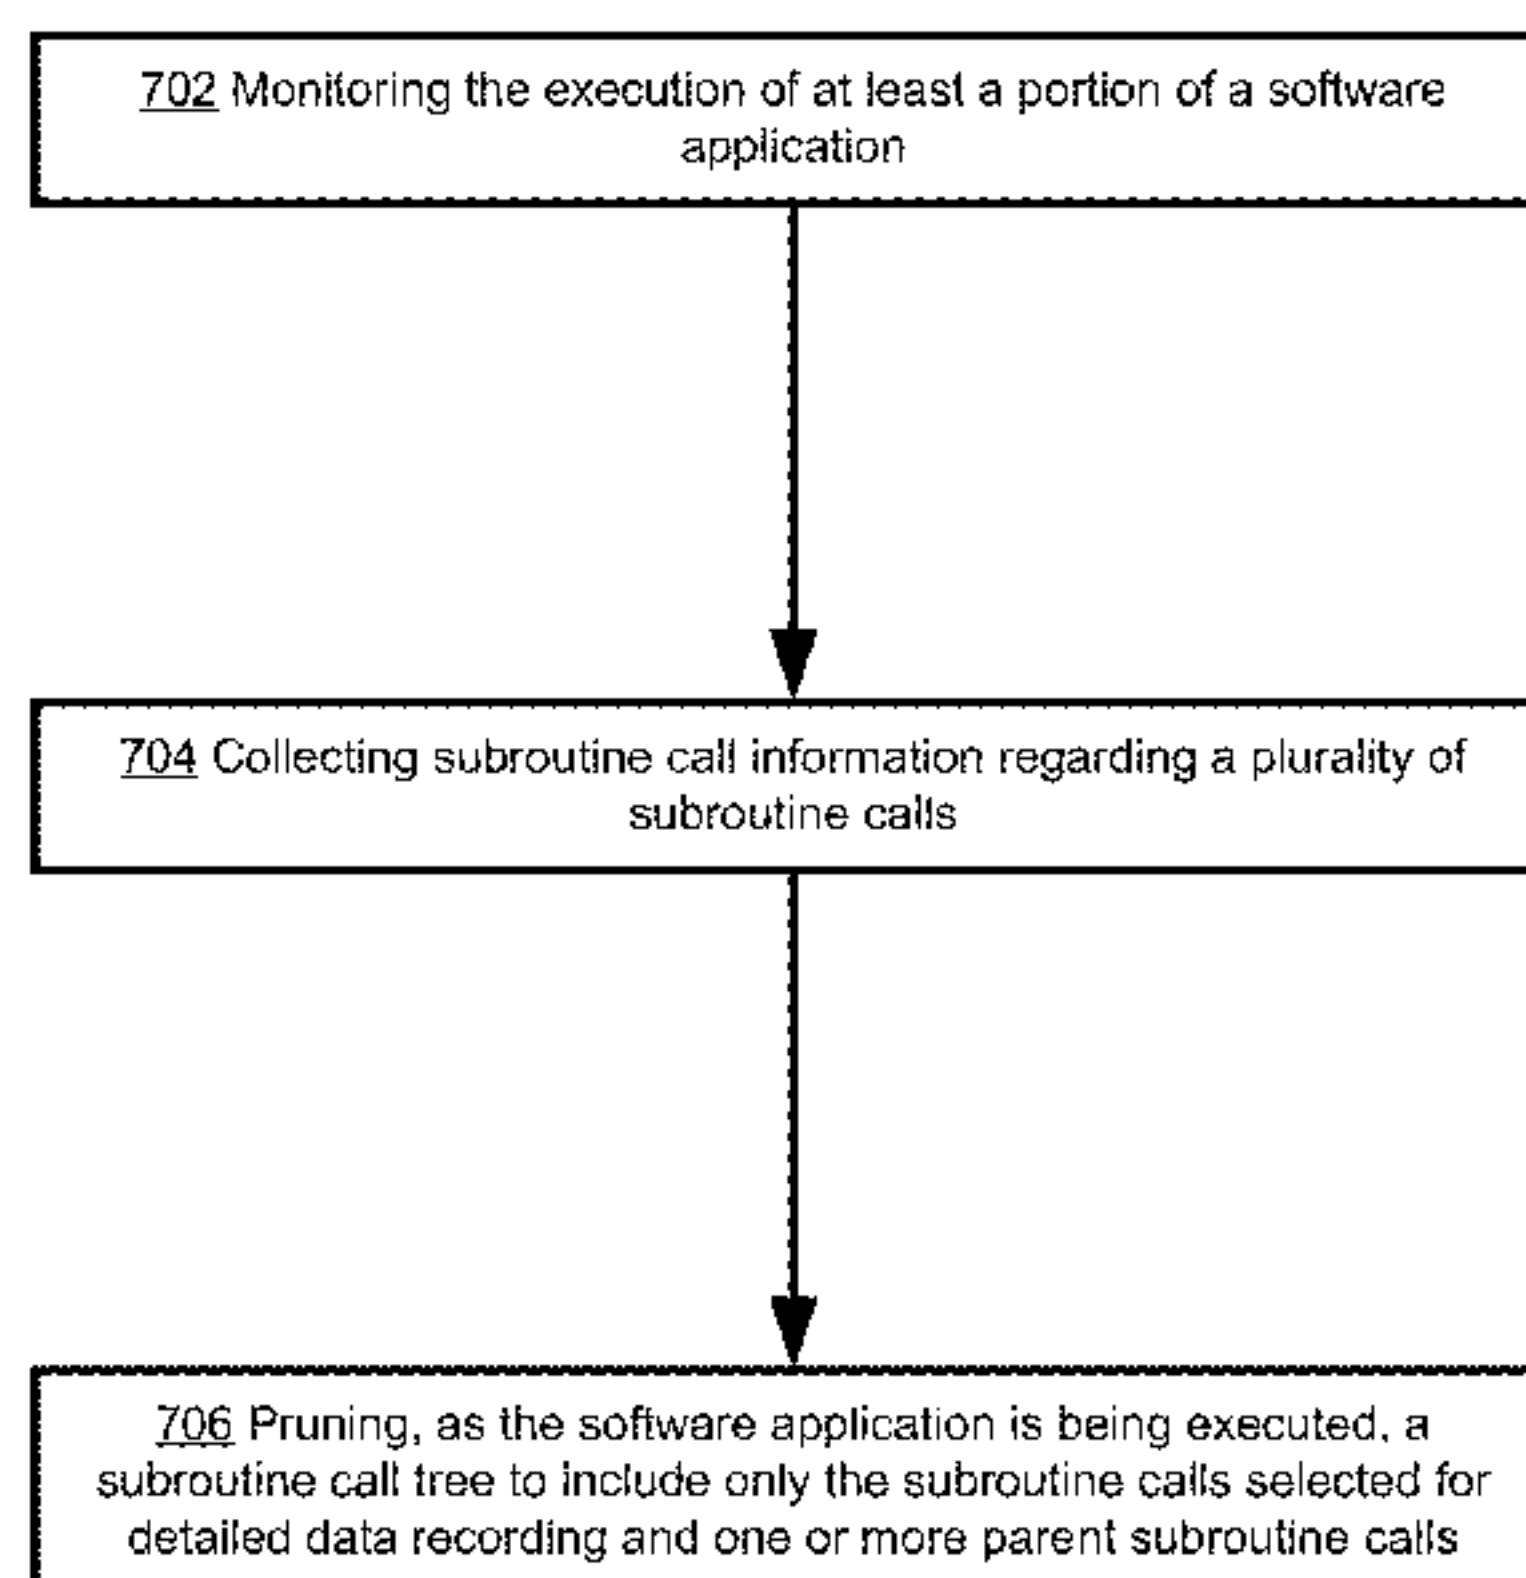 702 Monitoring the execution of at least a portion of a software
application
704 Collecting subroutine call information regarding a plurality of
subroutine calls
706 Pruning, as the software application is being executed, a
subroutine call tree to include only the subroutine calls selected for
detailed data recording and one or more parent subroutine calls